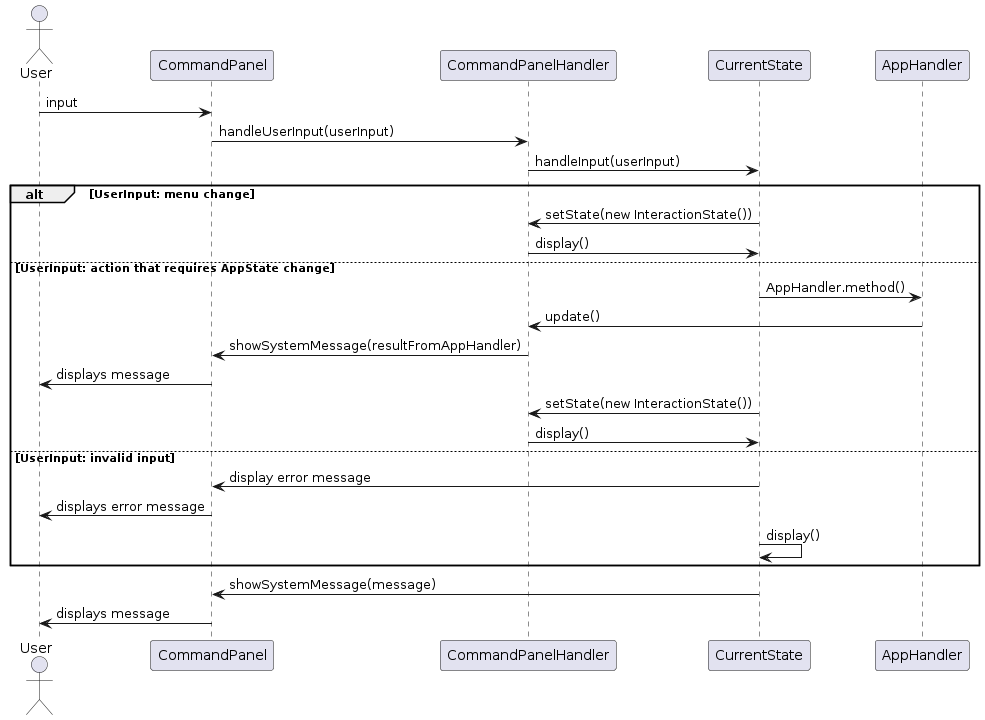 User
CommandPanel
CommandPanelHandler
CurrentState
AppHandler
input
handleUserInput(userInput)
handleInput(userInput)
alt
[UserInput: menu change]
setState(new InteractionState())
display()
[UserInput: action that requires AppState change]
AppHandler.method()
update()
showSystemMessage(resultFromAppHandler)
displays message
setState(new InteractionState())
display()
[UserInput: invalid input]
display error message
displays error message
display()
showSystemMessage(message)
displays message
User
CommandPanel
CommandPanelHandler
CurrentState
AppHandler